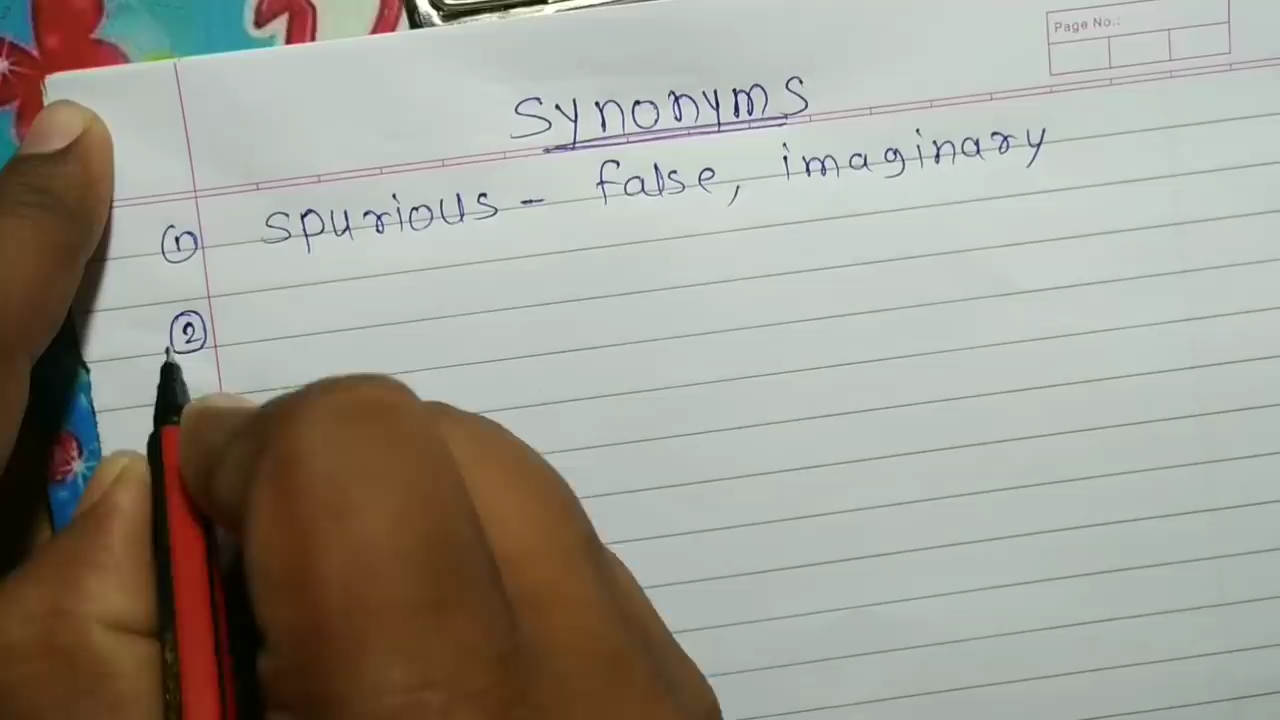 Page No.:
Synonyms
① spurious - false, imaginary
②